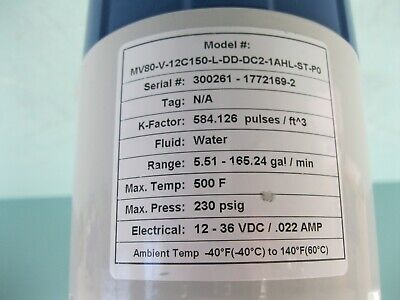 Model #:
MV80-V-12C150-L-DD-DC2-1AHL-ST-P0
Serial #: 300261 - 1772169-2
Tag: N/A
K-Factor: 584.126 pulses / ft^3
Fluid: Water
Range: 5.51 - 165.24 gal / min
Max. Temp: 500 F
Max. Press: 230 psig
Electrical: 12 - 36 VDC / .022 AMP
Ambient Temp -40°F(-40°C) to 140°F(60°C)